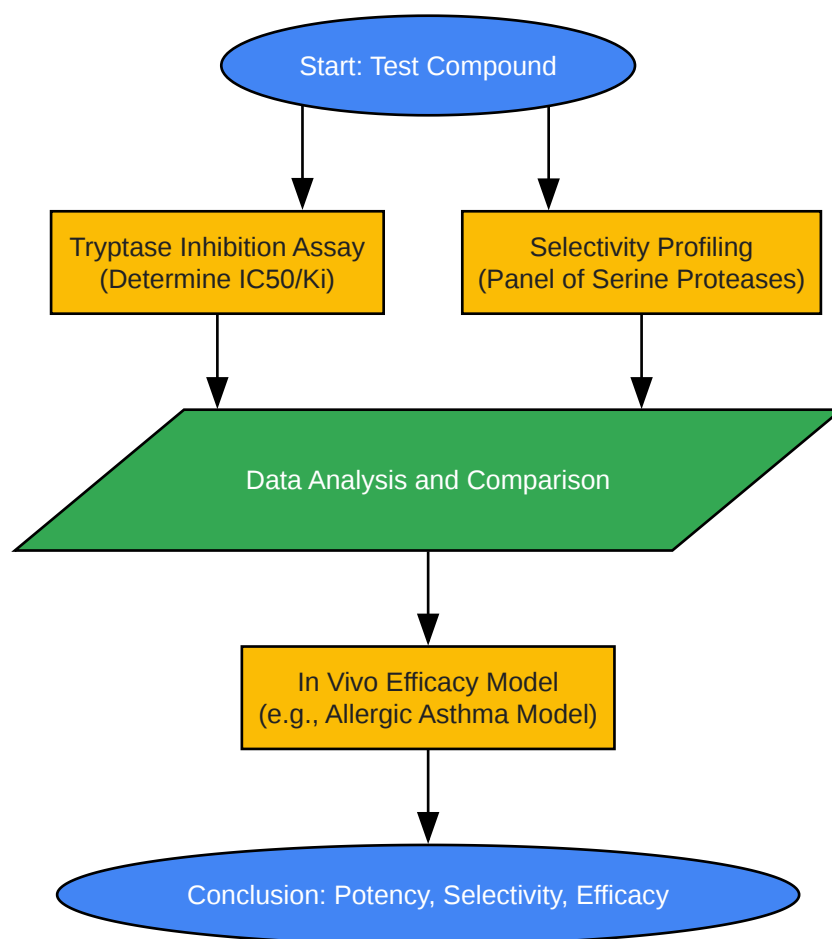 Start: Test Compound
Tryptase Inhibition Assay
(Determine IC50/Ki)
Selectivity Profiling
(Panel of Serine Proteases)
Data Analysis and Comparison
In Vivo Efficacy Model
(e.g., Allergic Asthma Model)
Conclusion: Potency, Selectivity, Efficacy